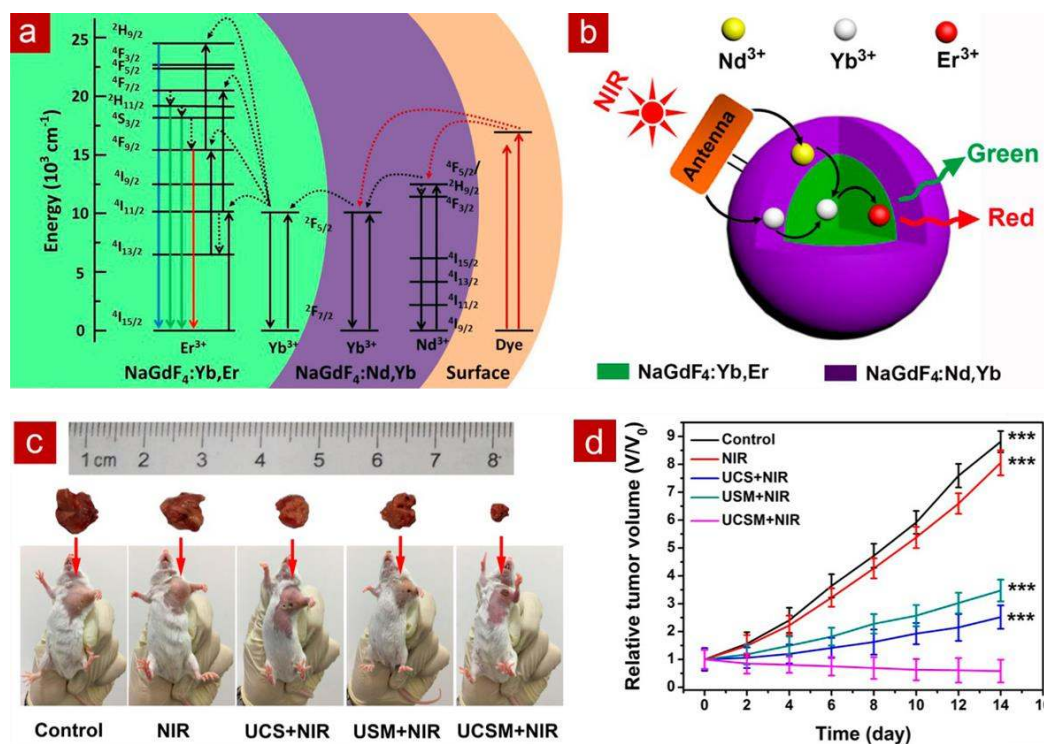 a
Energy (10³ cm⁻¹)
25
20
15
10
5
0
²H₉/₂
⁴F₃/₂
⁴F₅/₂
⁴F₇/₂
²H₁₁/₂
⁴S₃/₂
⁴F₉/₂
⁴I₉/₂
⁴I₁₁/₂
⁴I₁₃/₂
⁴I₁₅/₂
²F₅/₂
²F₇/₂
⁴F₅/₂/
²H₉/₂
⁴F₃/₂
⁴I₁₅/₂
⁴I₁₃/₂
⁴I₁₁/₂
⁴I₉/₂
Er³⁺ Yb³⁺ Yb³⁺ Nd³⁺ Dye
NaGdF₄:Yb,Er NaGdF₄:Nd,Yb Surface
b
Nd³⁺ Yb³⁺ Er³⁺
NIR
Antenna
Green
Red
NaGdF₄:Yb,Er NaGdF₄:Nd,Yb
c
1 cm 2 3 4 5 6 7 8
Control NIR UCS+NIR USM+NIR UCSM+NIR
d
Relative tumor volume (V/V₀)
9
8
7
6
5
4
3
2
1
0
Control
NIR
UCS+NIR
USM+NIR
UCSM+NIR
***
***
***
***
0 2 4 6 8 10 12 14 16
Time (day)